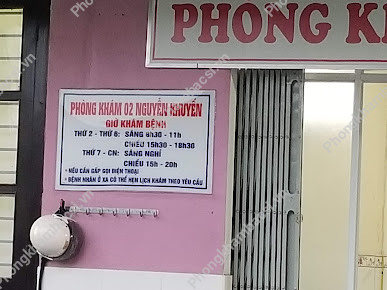 PHONG KH
PHÒNG KHÁM 02 NGUYỄN KHUYẾN
GIỜ KHÁM BỆNH
THỨ 2 - THỨ 6: SÁNG 6h30 - 11h
CHIỀU 15h30 - 18h30
THỨ 7 - CN: SÁNG NGHỈ
CHIỀU 15h - 20h
• NẾU CẦN CẤP GỌI ĐIỆN THOẠI
• BỆNH NHÂN Ở XA CÓ THỂ HẸN LỊCH KHÁM THEO YÊU CẦU